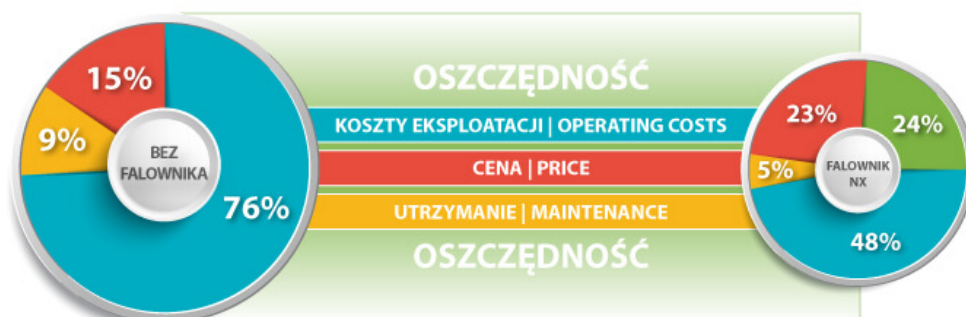 15%
9%
76%
BEZ
FALOWNIKA
OSZCZĘDNOŚĆ
KOSZTY EKSPLOATACJI | OPERATING COSTS
CENA | PRICE
UTRZYMANIE | MAINTENANCE
OSZCZĘDNOŚĆ
23%
24%
5%
48%
FALOWNIK
NX